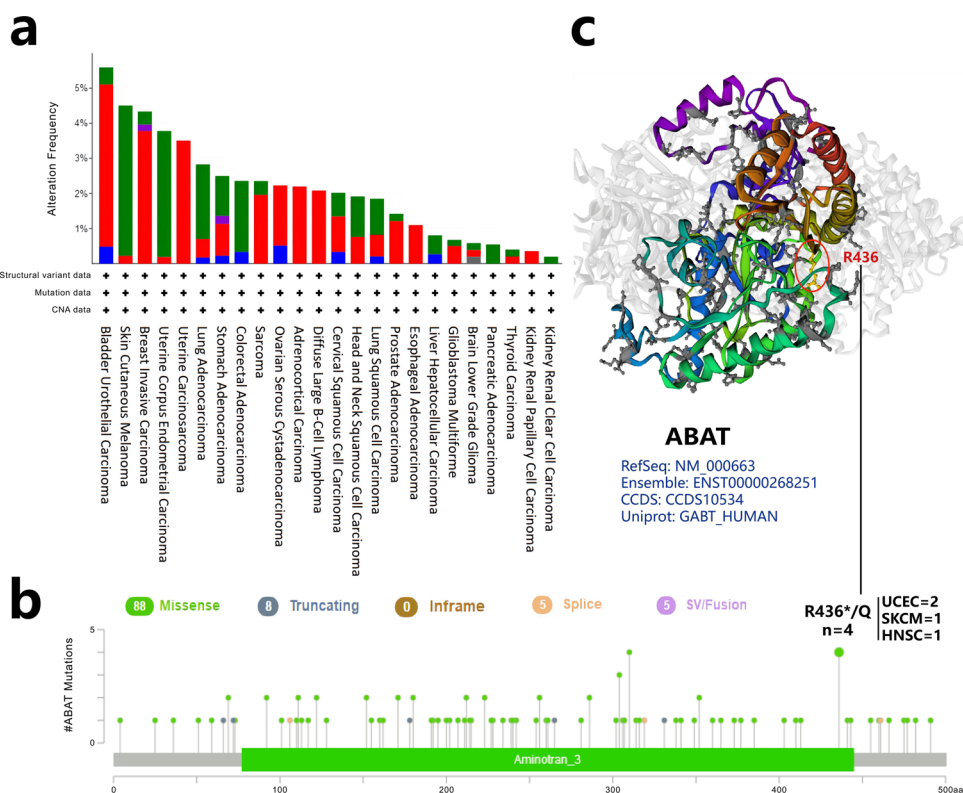 a
Alteration Frequency
5%
4%
3%
2%
1%
Structural variant data
Mutation data
CNA data
+ + + + + + + + + + + + + + + + + + + + + + + +
+ + + + + + + + + + + + + + + + + + + + + + + +
+ + + + + + + + + + + + + + + + + + + + + + + +
Bladder Urothelial Carcinoma
Skin Cutaneous Melanoma
Breast Invasive Carcinoma
Uterine Corpus Endometrial Carcinoma
Uterine Carcinosarcoma
Lung Adenocarcinoma
Stomach Adenocarcinoma
Colorectal Adenocarcinoma
Sarcoma
Ovarian Serous Cystadenocarcinoma
Adrenocortical Carcinoma
Diffuse Large B-Cell Lymphoma
Cervical Squamous Cell Carcinoma
Head and Neck Squamous Cell Carcinoma
Lung Squamous Cell Carcinoma
Prostate Adenocarcinoma
Esophageal Adenocarcinoma
Liver Hepatocellular Carcinoma
Glioblastoma Multiforme
Brain Lower Grade Glioma
Pancreatic Adenocarcinoma
Thyroid Carcinoma
Kidney Renal Papillary Cell Carcinoma
Kidney Renal Clear Cell Carcinoma
c
R436
ABAT
RefSeq: NM_000663
Ensemble: ENST00000268251
CCDS: CCDS10534
Uniprot: GABT_HUMAN
b
88 Missense
8 Truncating
0 Inframe
5 Splice
5 SV/Fusion
R436*/Q
n=4
UCEC=2
SKCM=1
HNSC=1
#ABAT Mutations
5
0
Aminotran_3
0
100
200
300
400
500aa